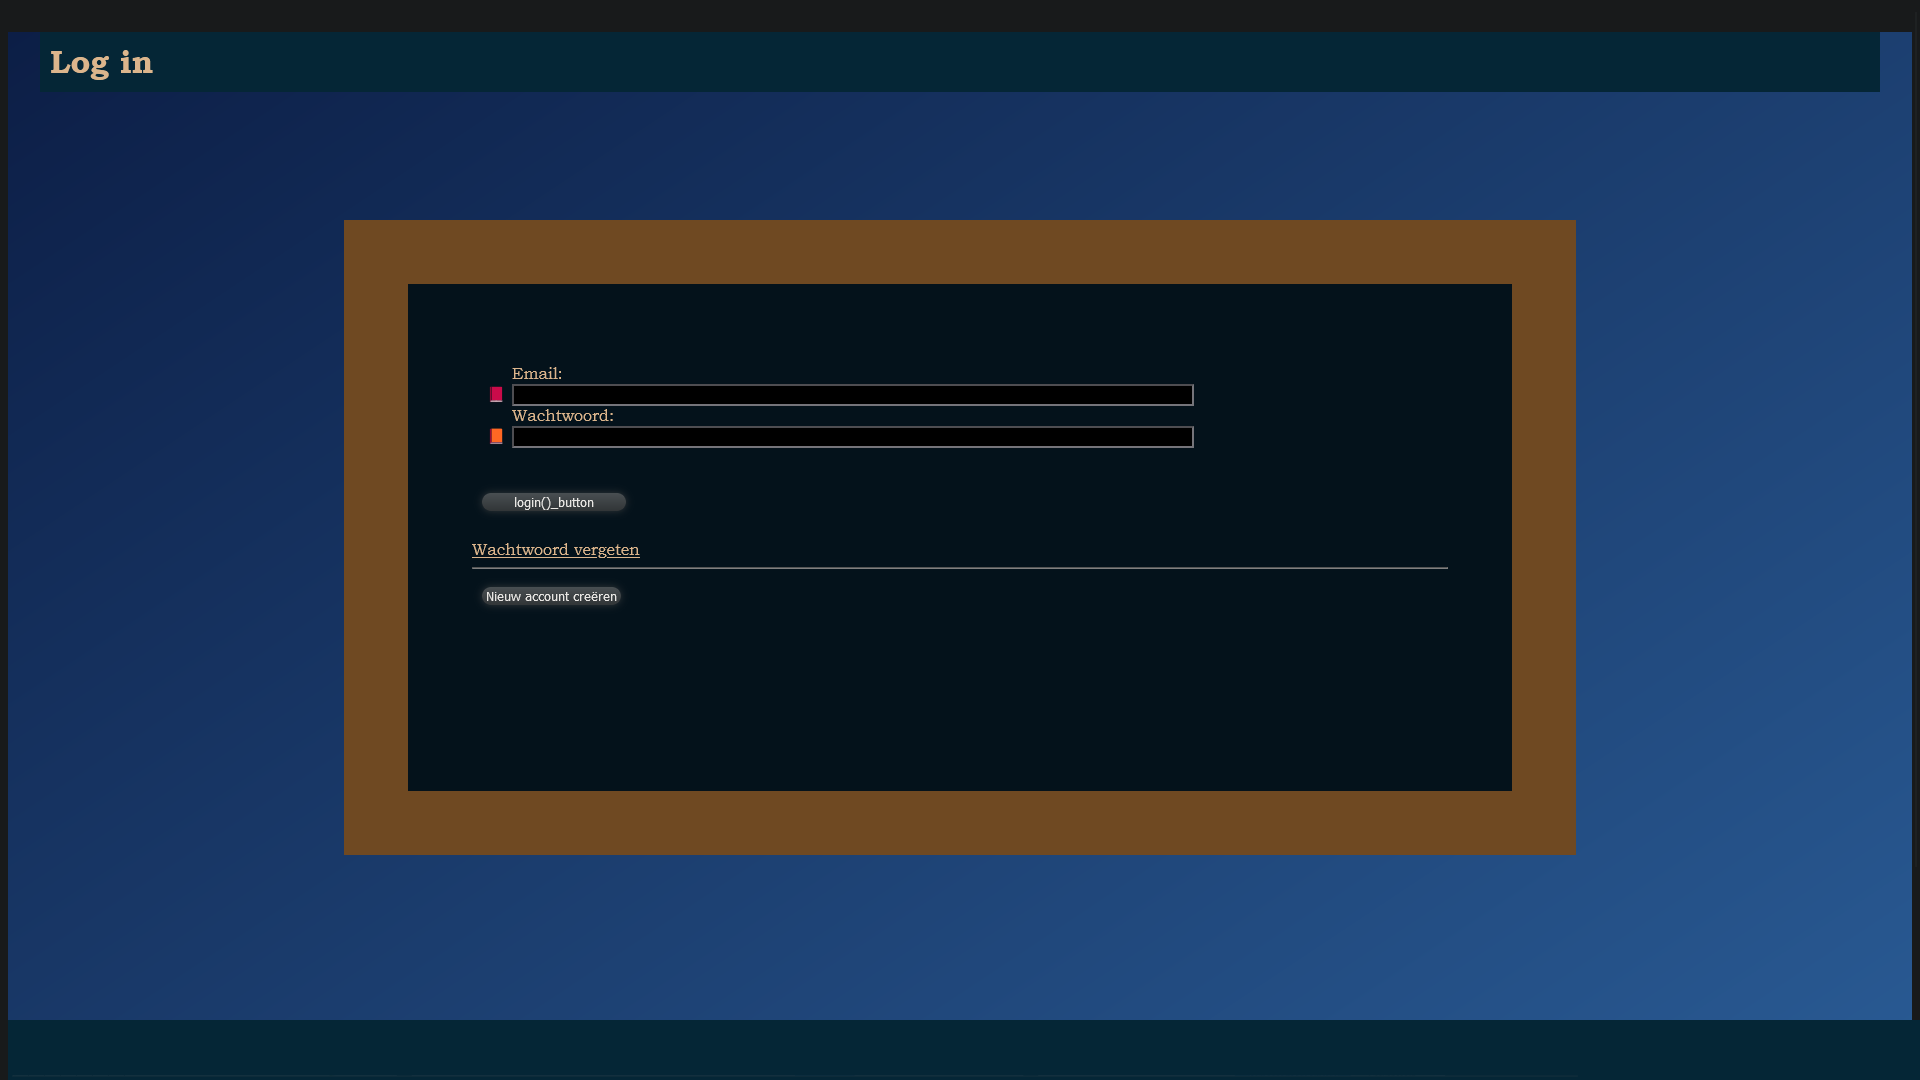 Log in
Email:
Wachtwoord:
login()_button
Wachtwoord vergeten
Nieuw account creëren